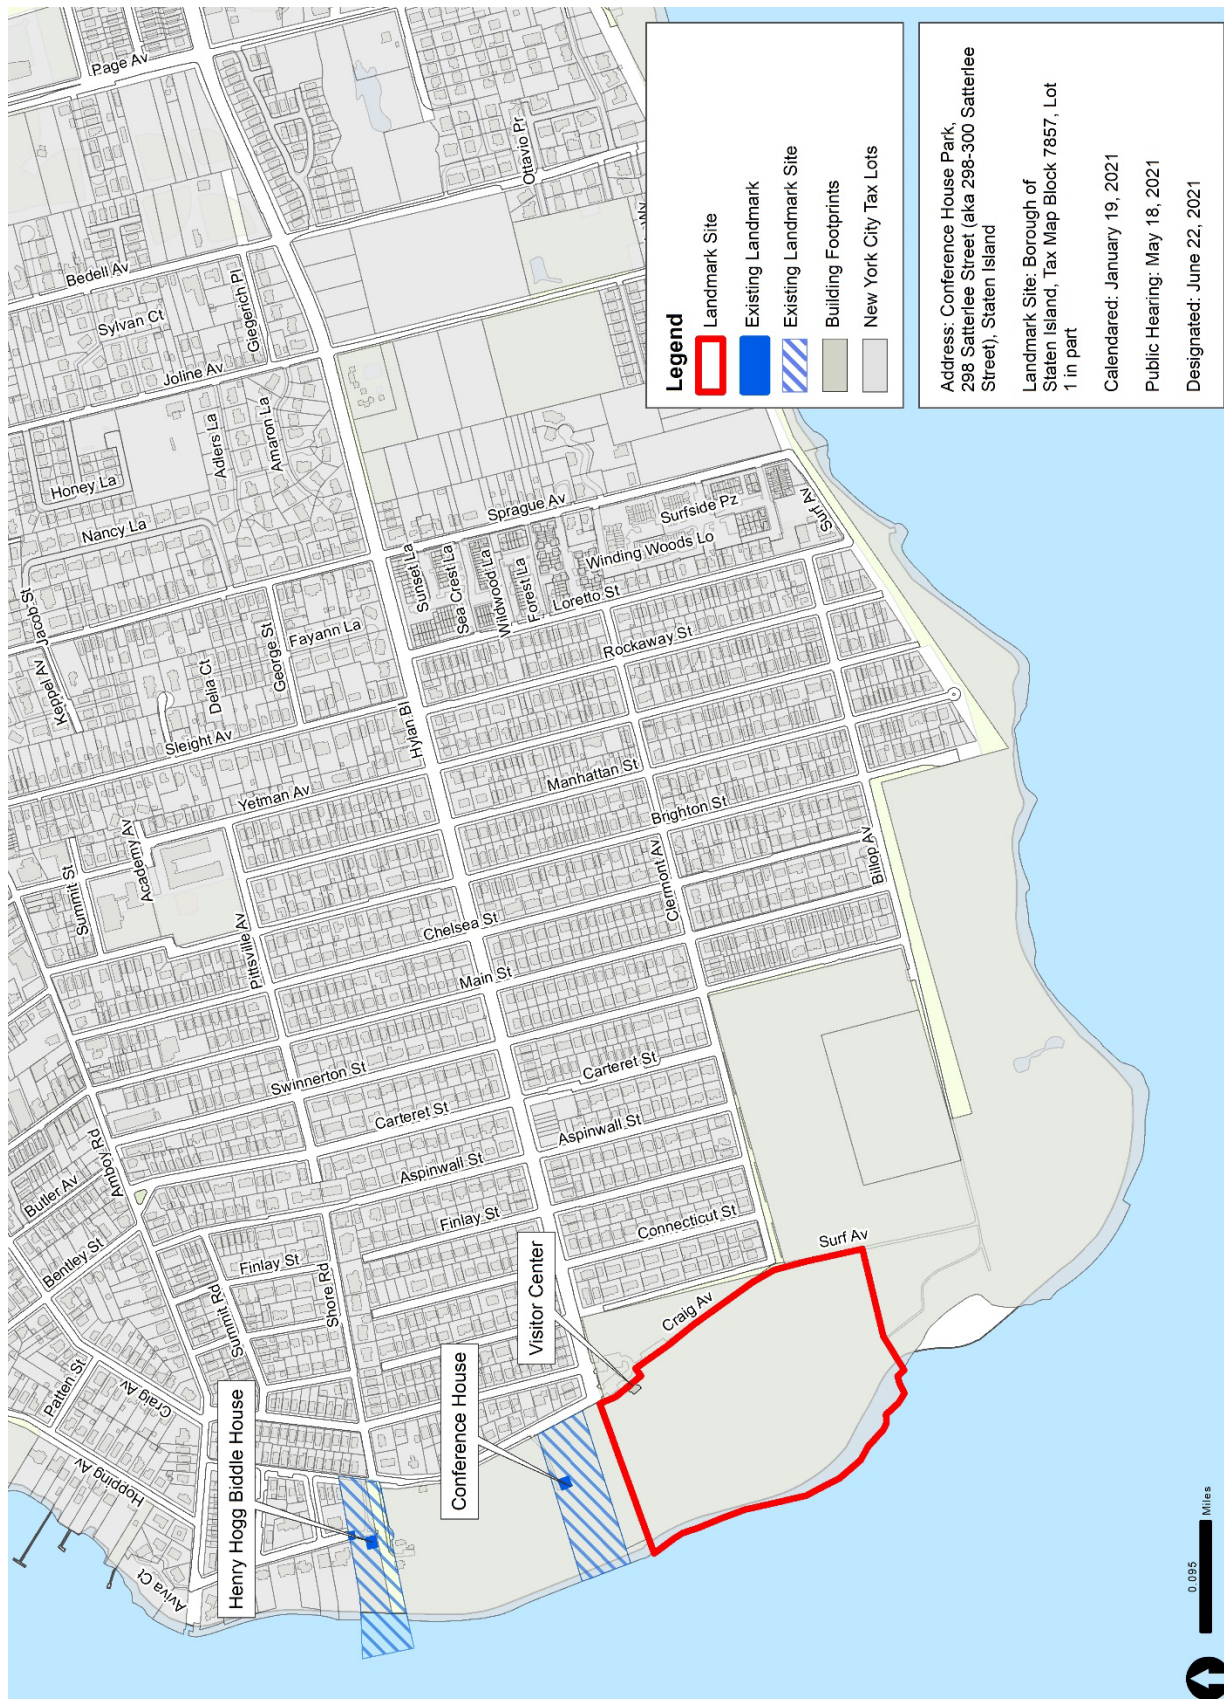 Page Av
Bedell Av
Sylvan Ct
Giegerich Pl
Ottavio Pr
Joline Av
Adlers La
Amaron La
Honey La
Nancy La
Jacob St
Keppel Av
Delia Ct
George St
Fayann La
Sleight Av
Yetman Av
Hylan Bl
Sunset La
Sea Crest La
Wildwood La
Forest La
Sprague Av
Surfside Pz
Winding Woods Lo
Surf Av
Loretto St
Rockaway St
Manhattan St
Brighton St
Clermont Av
Billop Av
Academy Av
Summit St
Pittsville Av
Chelsea St
Main St
Swinnerton St
Carteret St
Carteret St
Amboy Rd
Butler Av
Bentley St
Aspinwall St
Aspinwall St
Finlay St
Finlay St
Connecticut St
Summit Rd
Shore Rd
Patten St
Craig Av
Hopping Av
Aviva Ct
Craig Av
Surf Av
Henry Hogg Biddle House
Conference House
Visitor Center
Legend
Landmark Site
Existing Landmark
Existing Landmark Site
Building Footprints
New York City Tax Lots
Address: Conference House Park,
298 Satterlee Street (aka 298-300 Satterlee
Street), Staten Island
Landmark Site: Borough of
Staten Island, Tax Map Block 7857, Lot
1 in part
Calendared: January 19, 2021
Public Hearing: May 18, 2021
Designated: June 22, 2021
0.095
Miles